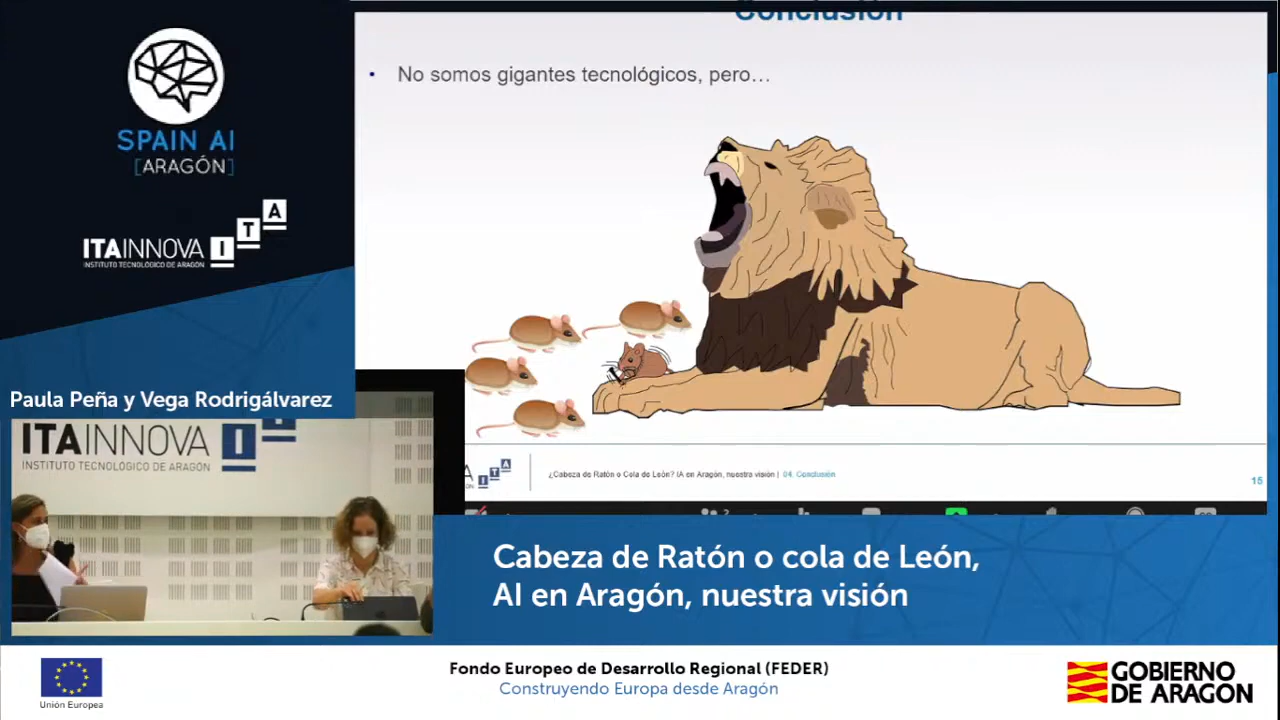 SPAIN AI
[ARAGÓN]
ITAINNOVA
INSTITUTO TECNOLÓGICO DE ARAGÓN
I T A
Paula Peña y Vega Rodrigálvarez
ITAINNOVA I
INSTITUTO TECNOLÓGICO DE ARAGÓN
Conclusión
• No somos gigantes tecnológicos, pero…
I T A
¿Cabeza de Ratón o Cola de León? IA en Aragón, nuestra visión | 04. Conclusión
15
Cabeza de Ratón o cola de León,
AI en Aragón, nuestra visión
Unión Europea
Fondo Europeo de Desarrollo Regional (FEDER)
Construyendo Europa desde Aragón
GOBIERNO
DE ARAGON